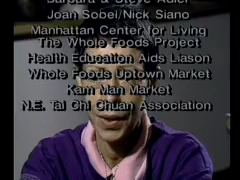 Barbara & Steve Adler
Joan Sobel/Nick Siano
Manhattan Center for Living
The Whole Foods Project
Health Education Aids Liason
Whole Foods Uptown Market
Kam Man Market
N.E. Tai Chi Chuan Association